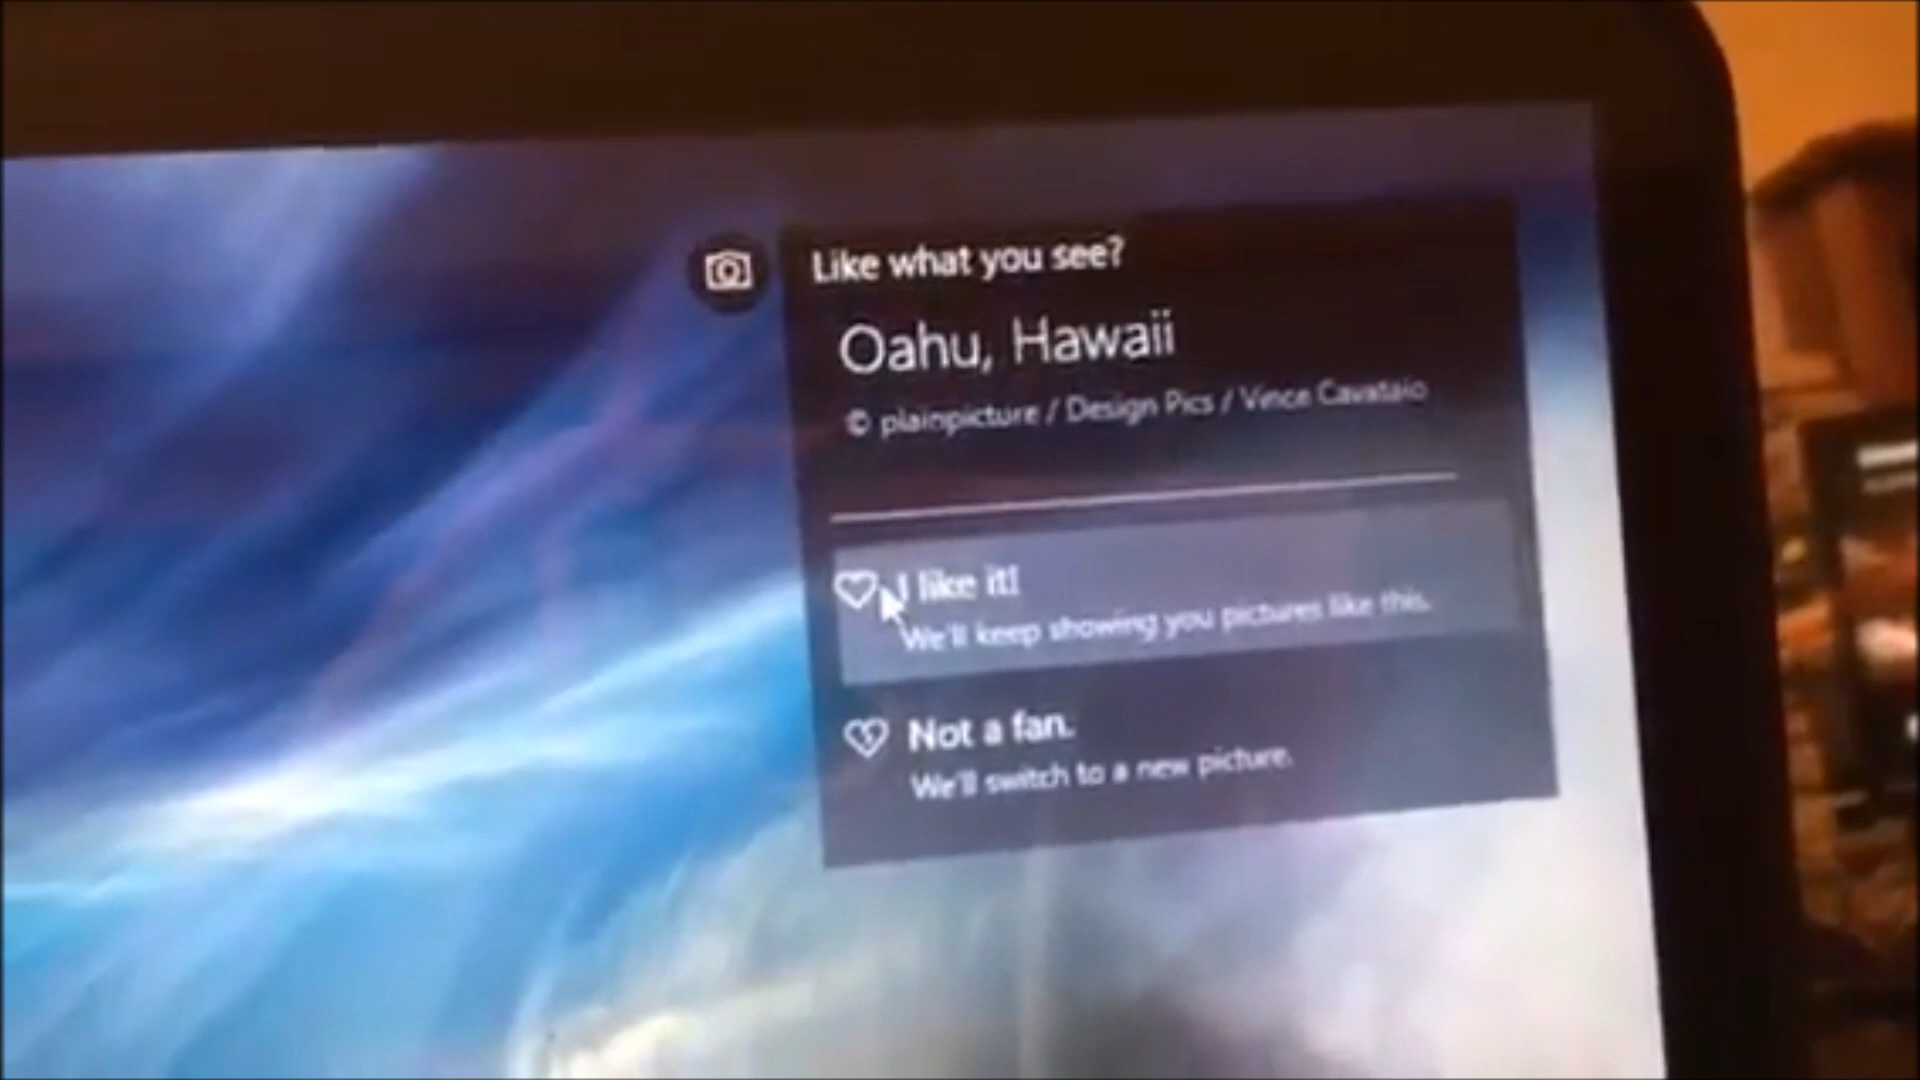 Like what you see?
Oahu, Hawaii
© plainpicture / Design Pics / Vince Cavataio
I like it!
We'll keep showing you pictures like this.
Not a fan.
We'll switch to a new picture.